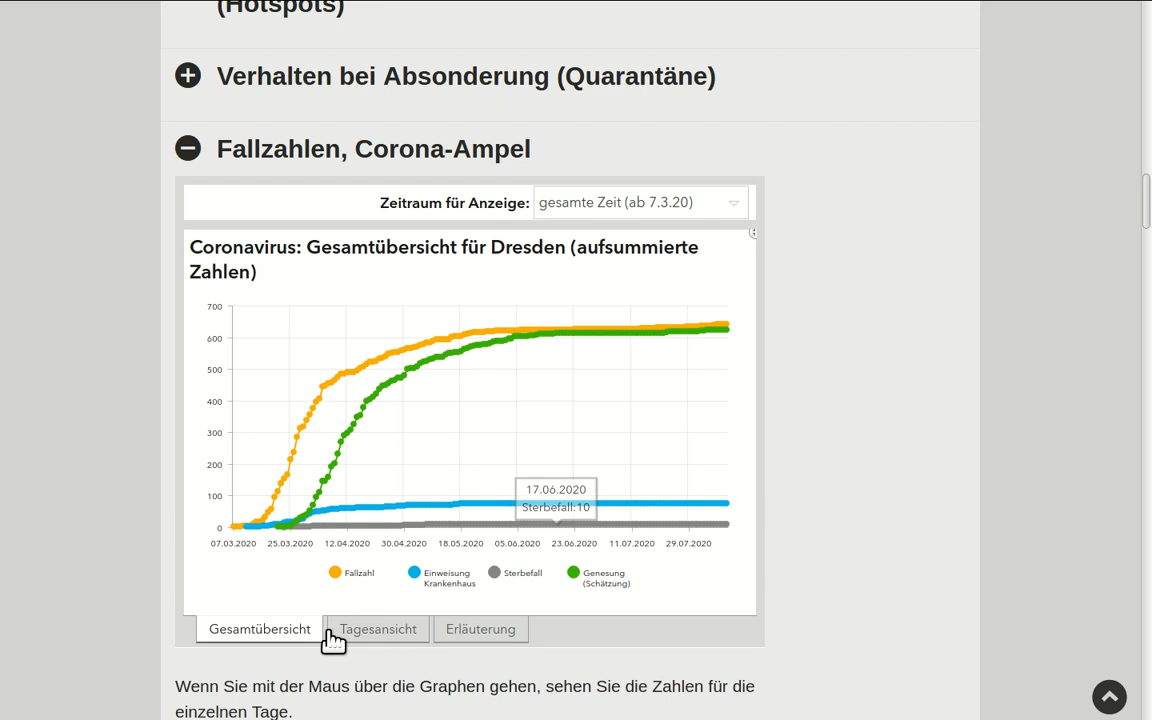 (Hotspots)
Verhalten bei Absonderung (Quarantäne)
Fallzahlen, Corona-Ampel
Zeitraum für Anzeige: gesamte Zeit (ab 7.3.20)
Coronavirus: Gesamtübersicht für Dresden (aufsummierte
Zahlen)
700
600
500
400
300
200
100
0
17.06.2020
Sterbefall:10
07.03.2020 25.03.2020 12.04.2020 30.04.2020 18.05.2020 05.06.2020 23.06.2020 11.07.2020 29.07.2020
Fallzahl
Einweisung
Krankenhaus
Sterbefall
Genesung
(Schätzung)
Gesamtübersicht Tagesansicht Erläuterung
Wenn Sie mit der Maus über die Graphen gehen, sehen Sie die Zahlen für die
einzelnen Tage.